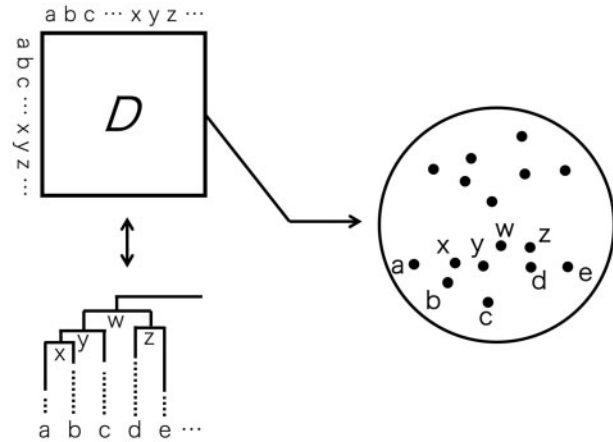 a b c ⋯ x y z ⋯
a b c ⋯ x y z ⋯
D
w
x y z
a b c d e ⋯
w
x y z
a d e
b
c